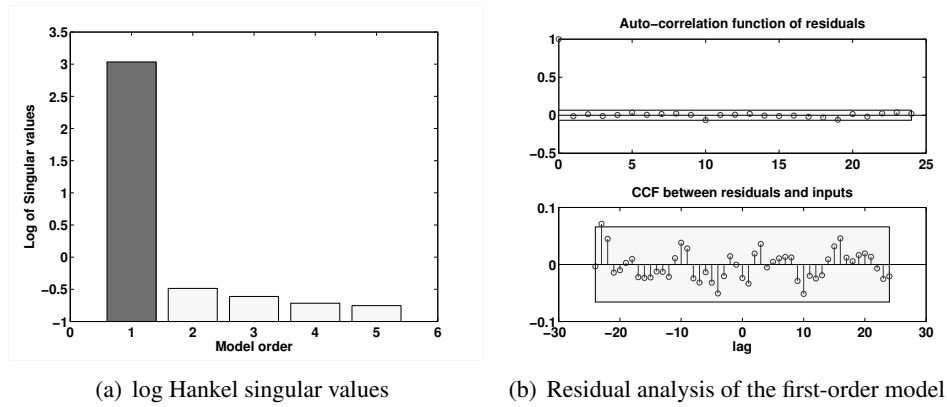 3.5
3
2.5
2
1.5
1
0.5
0
−0.5
−1
0 1 2 3 4 5 6
Log of Singular values
Model order
(a) log Hankel singular values
Auto−correlation function of residuals
1
0.5
0
−0.5
0 5 10 15 20 25
CCF between residuals and inputs
0.1
0
−0.1
−30 −20 −10 0 10 20 30
lag
(b) Residual analysis of the first-order model